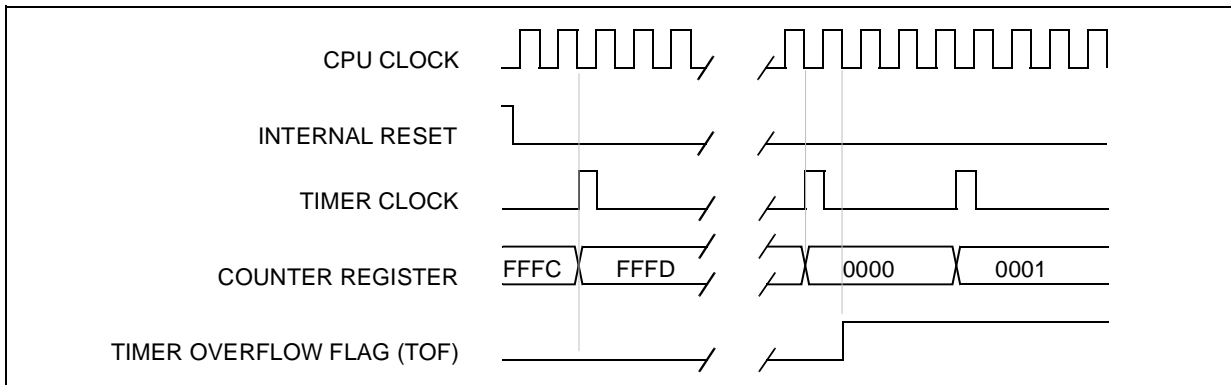 CPU CLOCK
INTERNAL RESET
TIMER CLOCK
COUNTER REGISTER
FFFC
FFFD
0000
0001
TIMER OVERFLOW FLAG (TOF)